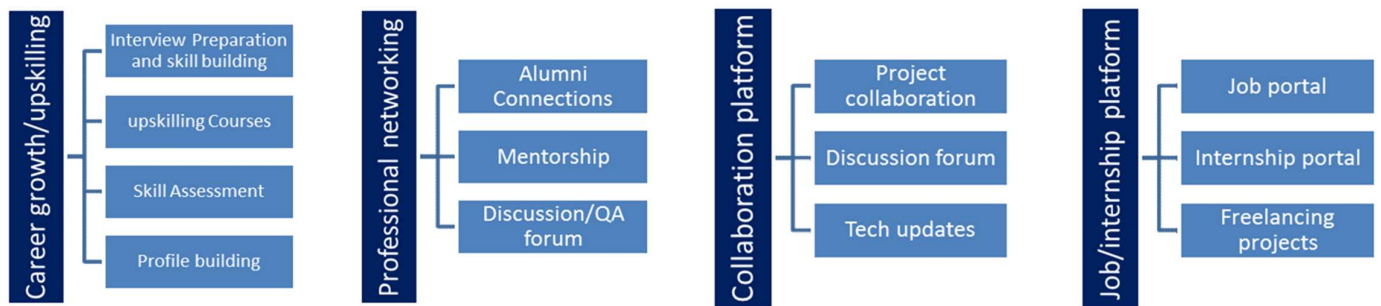 Career growth/upskilling
Interview Preparation
and skill building
upskilling Courses
Skill Assessment
Profile building
Professional networking
Alumni
Connections
Mentorship
Discussion/QA
forum
Collaboration platform
Project
collaboration
Discussion forum
Tech updates
Job/internship platform
Job portal
Internship portal
Freelancing
projects